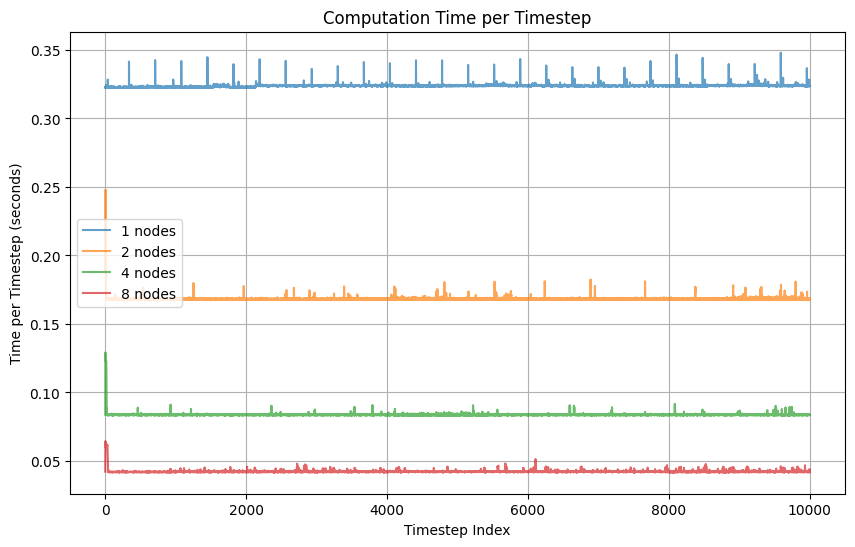 Computation Time per Timestep
Time per Timestep (seconds)
0.35
0.30
0.25
0.20
0.15
0.10
0.05
1 nodes
2 nodes
4 nodes
8 nodes
0
2000
4000
6000
8000
10000
Timestep Index